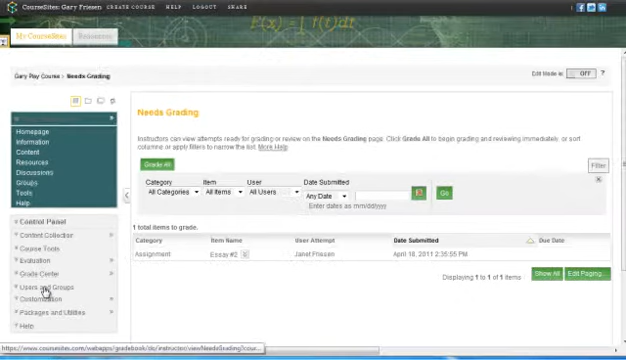 CourseSites: Gary Friesen CREATE COURSE HELP LOGOUT SHARE
My CourseSites Resources
Gary Ray Course > Needs Grading Edit Mode is: OFF ?
Homepage
Information
Content
Resources
Discussions
Groups
Tools
Help
Control Panel
Content Collection
Course Tools
Evaluation
Grade Center
Users and Groups
Customization
Packages and Utilities
Help
Needs Grading
Instructors can view attempts ready for grading or review on the Needs Grading page. Click Grade All to begin grading and reviewing immediately, or sort
columns or apply filters to narrow the list. More Help
Grade All
Filter
Category Item User Date Submitted
All Categories All Items All Users Any Date Go
Enter dates as mm/dd/yyyy
1 total items to grade.
Category Item Name User Attempt Date Submitted Due Date
Assignment Essay #2 Janet Friesen April 18, 2011 2:35:55 PM
Displaying 1 to 1 of 1 items Show All Edit Paging...